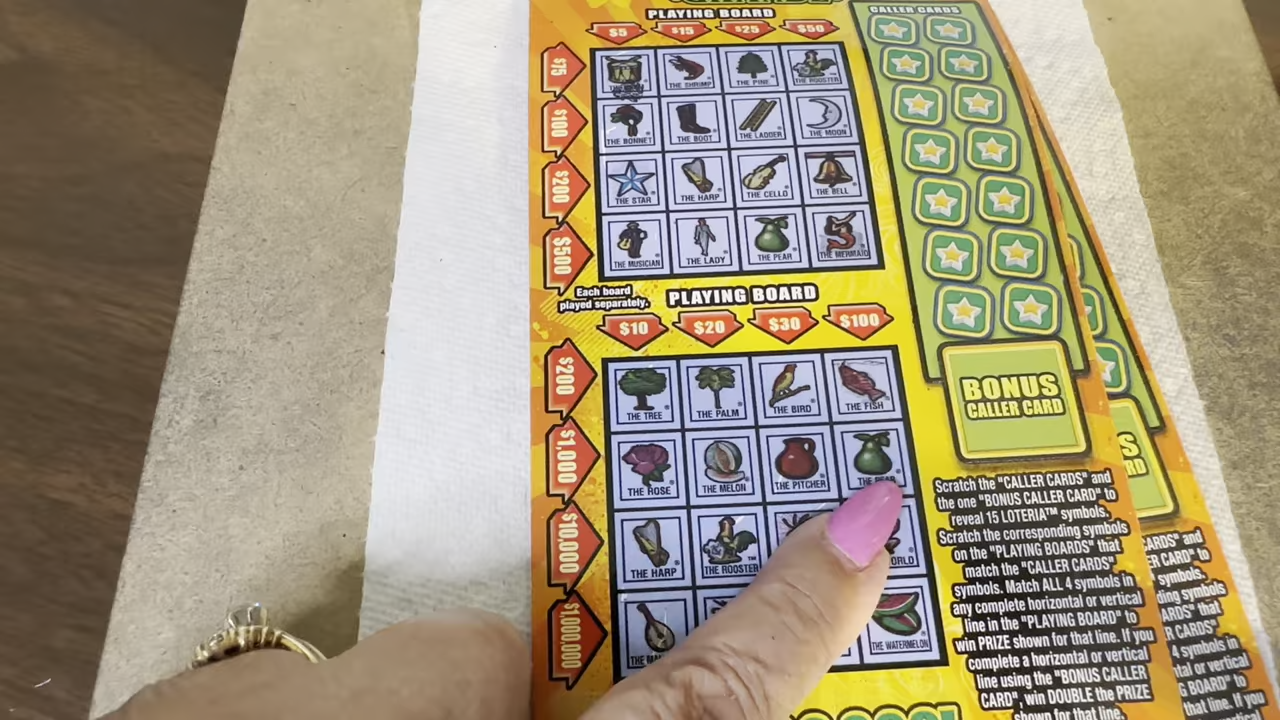 PLAYING BOARD
$5 $15 $25 $50
$75
THE SHRIMP THE PINE THE ROOSTER
$100
THE BONNET THE BOOT THE LADDER THE MOON
$200
THE STAR THE HARP THE CELLO THE BELL
$500
THE MUSICIAN THE LADY THE PEAR THE MERMAID
Each board
played separately.
PLAYING BOARD
$10 $20 $30 $100
$200
THE TREE THE PALM THE BIRD THE FISH
$1,000
THE ROSE THE MELON THE PITCHER THE PEAR
$10,000
THE HARP THE ROOSTER
$1,000,000
THE WATERMELON
CALLER CARDS
BONUS
CALLER CARD
Scratch the "CALLER CARDS" and
the one "BONUS CALLER CARD" to
reveal 15 LOTERIA™ symbols.
Scratch the corresponding symbols
on the "PLAYING BOARDS" that
match the "CALLER CARDS"
symbols. Match ALL 4 symbols in
any complete horizontal or vertical
line in the "PLAYING BOARD" to
win PRIZE shown for that line. If you
complete a horizontal or vertical
line using the "BONUS CALLER
CARD", win DOUBLE the PRIZE
shown for that line.